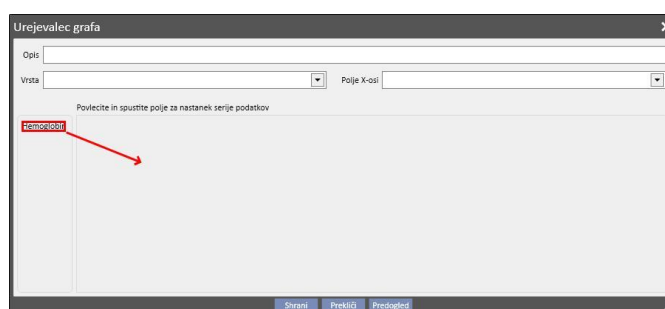 Urejevalec grafa
Opis
Vrsta
Polje X-osi
Povlecite in spustite polje za nastanek serije podatkov
Hemoglobin
Shrani Prekliči Predogled